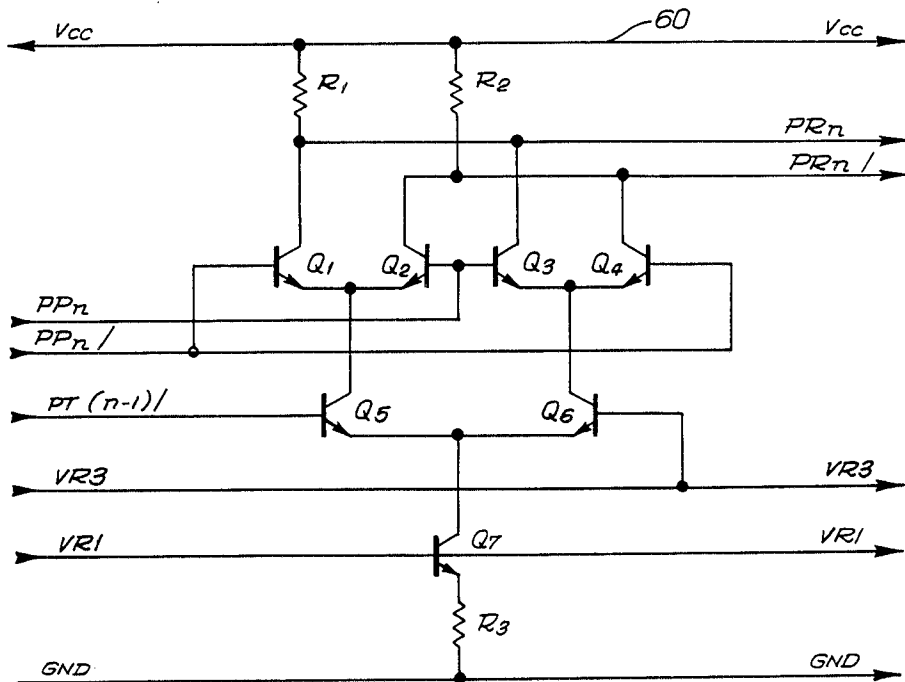 Vcc 60 Vcc
R1 R2
PRn
PRn/
Q1 Q2 Q3 Q4
PPn
PPn/
PT (n-1)/ Q5 Q6
VR3 VR3
VR1 Q7 VR1
R3
GND GND